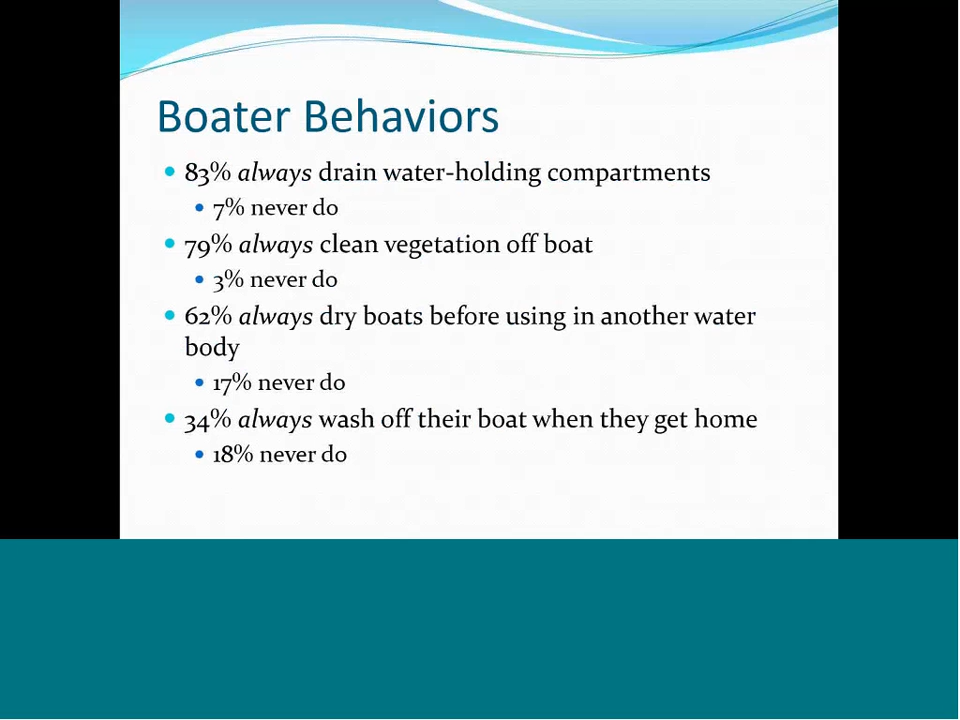 Boater Behaviors
• 83% always drain water-holding compartments
• 7% never do
• 79% always clean vegetation off boat
• 3% never do
• 62% always dry boats before using in another water
body
• 17% never do
• 34% always wash off their boat when they get home
• 18% never do